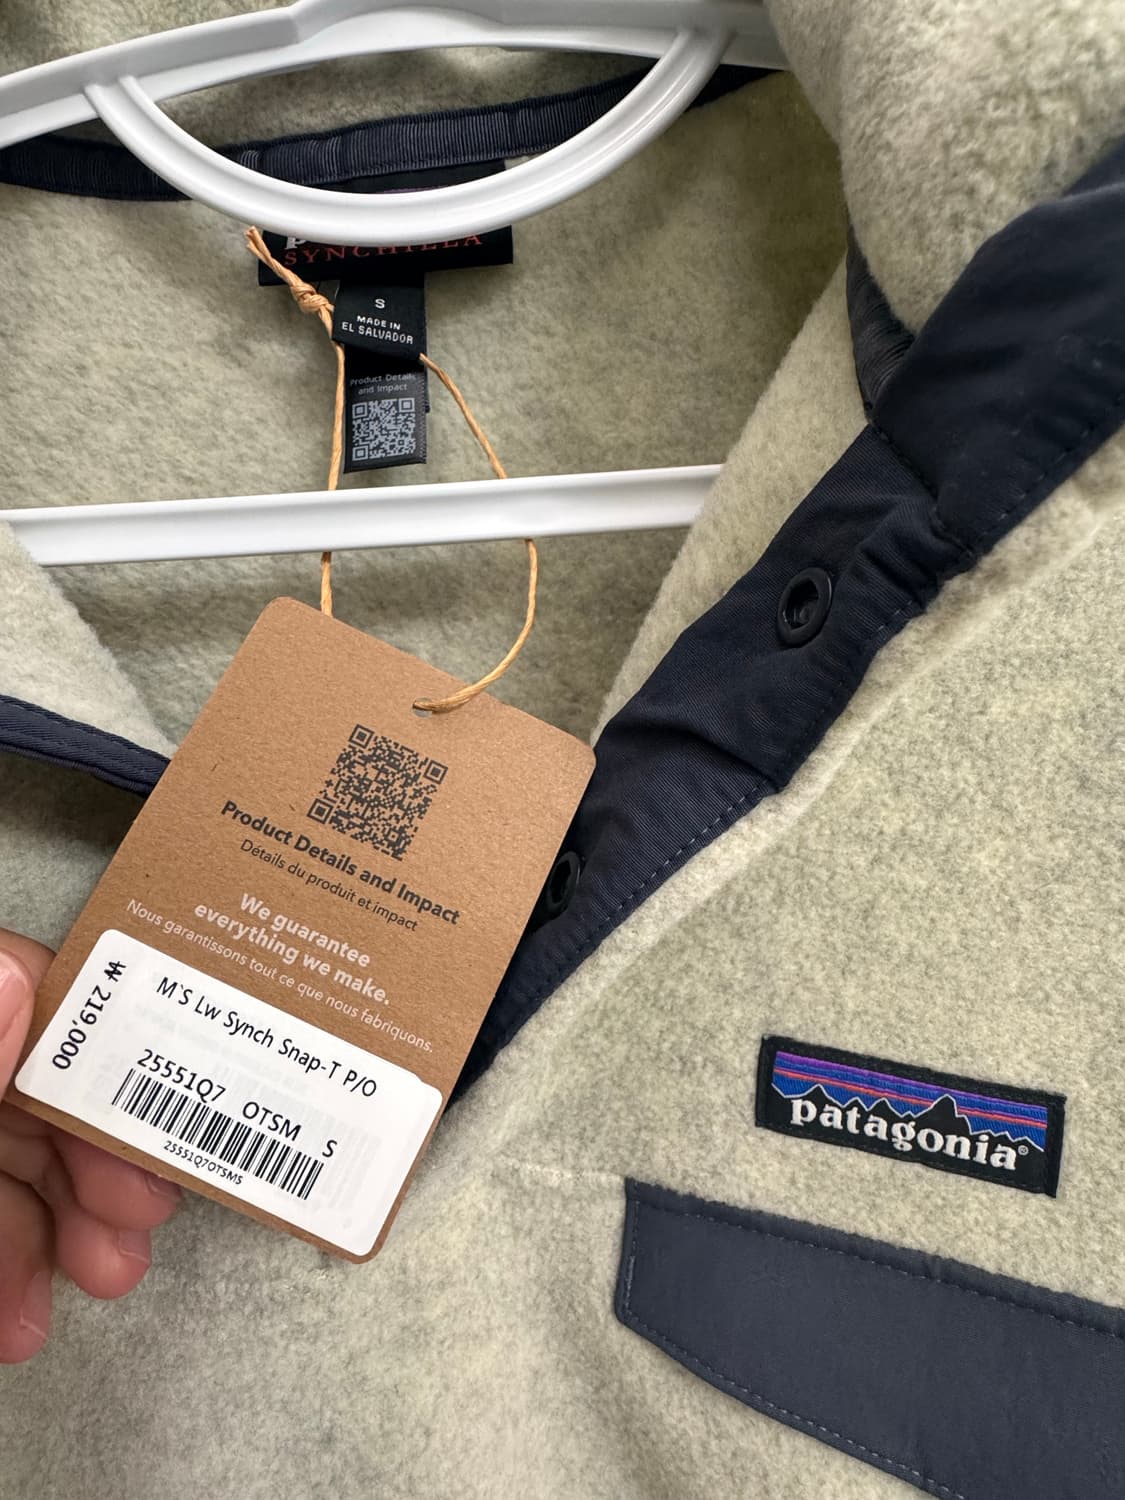 SYNCHILLA
S
MADE IN
EL SALVADOR
Product Details
and Impact
Product Details and Impact
Détails du produit et impact
We guarantee
everything we make.
Nous garantissons tout ce que nous fabriquons.
₩ 219,000
M`S Lw Synch Snap-T P/O
25551Q7 OTSM S
25551Q7OTSMS
patagonia®